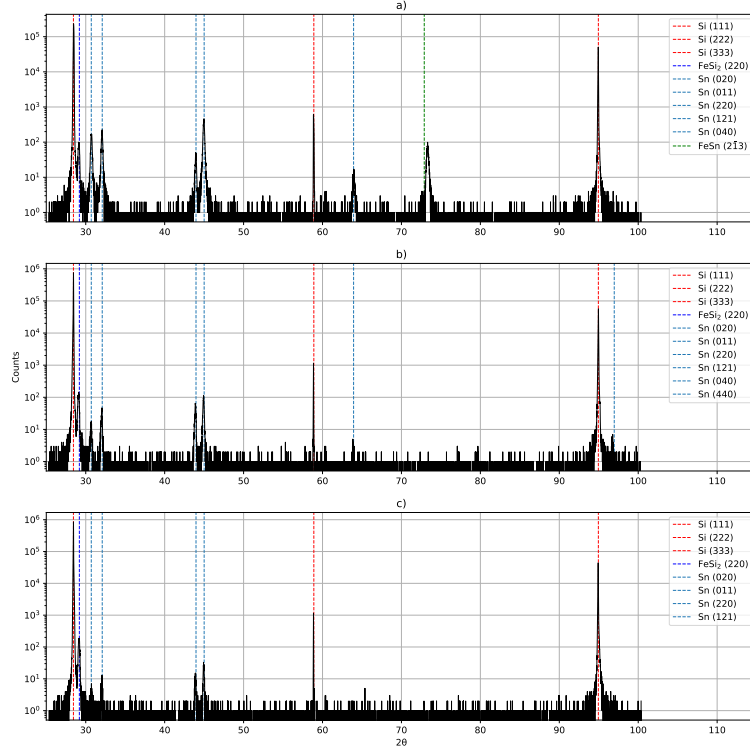 a)
10⁵
10⁴
10³
10²
10¹
10⁰
30 40 50 60 70 80 90 100 110
Si (111)
Si (222)
Si (333)
FeSi₂ (220)
Sn (020)
Sn (011)
Sn (220)
Sn (121)
Sn (040)
FeSn (21̄3)
b)
Counts
10⁶
10⁵
10⁴
10³
10²
10¹
10⁰
30 40 50 60 70 80 90 100 110
Si (111)
Si (222)
Si (333)
FeSi₂ (220)
Sn (020)
Sn (011)
Sn (220)
Sn (121)
Sn (040)
Sn (440)
c)
10⁶
10⁵
10⁴
10³
10²
10¹
10⁰
30 40 50 60 70 80 90 100 110
2θ
Si (111)
Si (222)
Si (333)
FeSi₂ (220)
Sn (020)
Sn (011)
Sn (220)
Sn (121)